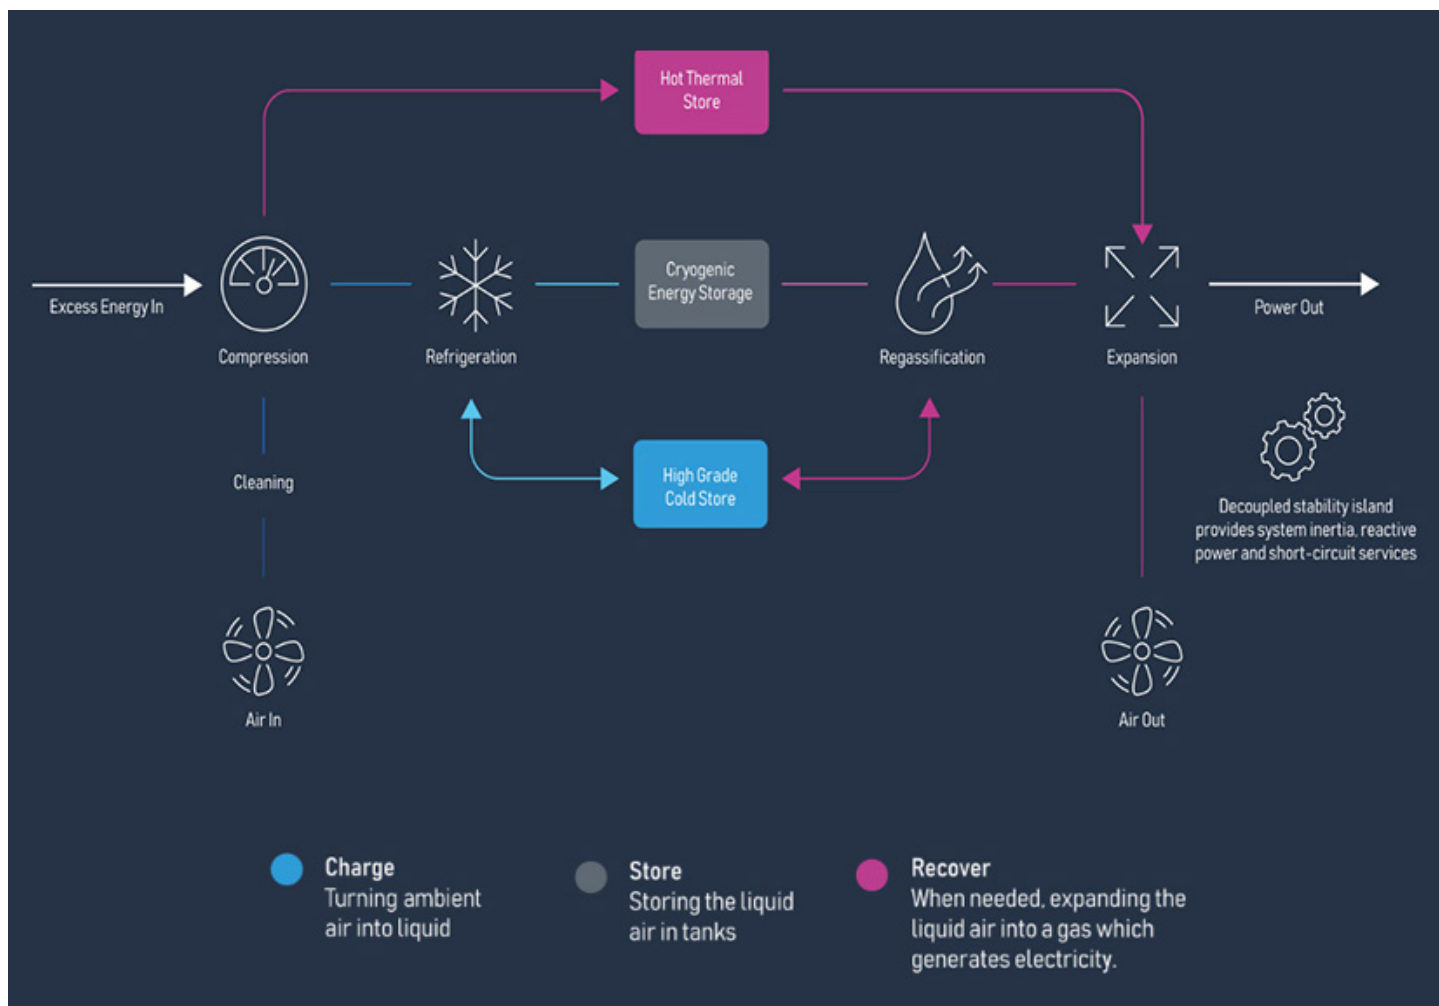 Hot Thermal
Store
Excess Energy In
Compression
Refrigeration
Cryogenic
Energy Storage
Regassification
Expansion
Power Out
Cleaning
High Grade
Cold Store
Decoupled stability island
provides system inertia, reactive
power and short-circuit services
Air In
Air Out
Charge
Turning ambient
air into liquid
Store
Storing the liquid
air in tanks
Recover
When needed, expanding the
liquid air into a gas which
generates electricity.